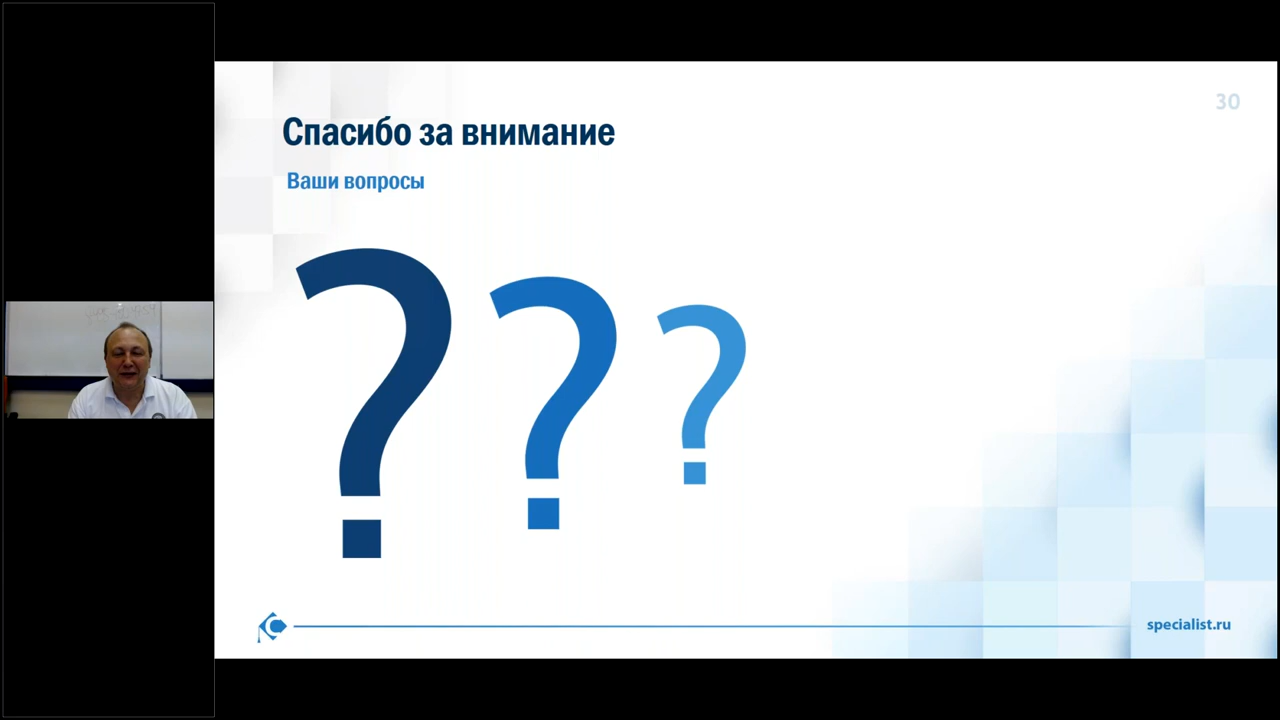 30
Спасибо за внимание
Ваши вопросы
? ? ?
specialist.ru